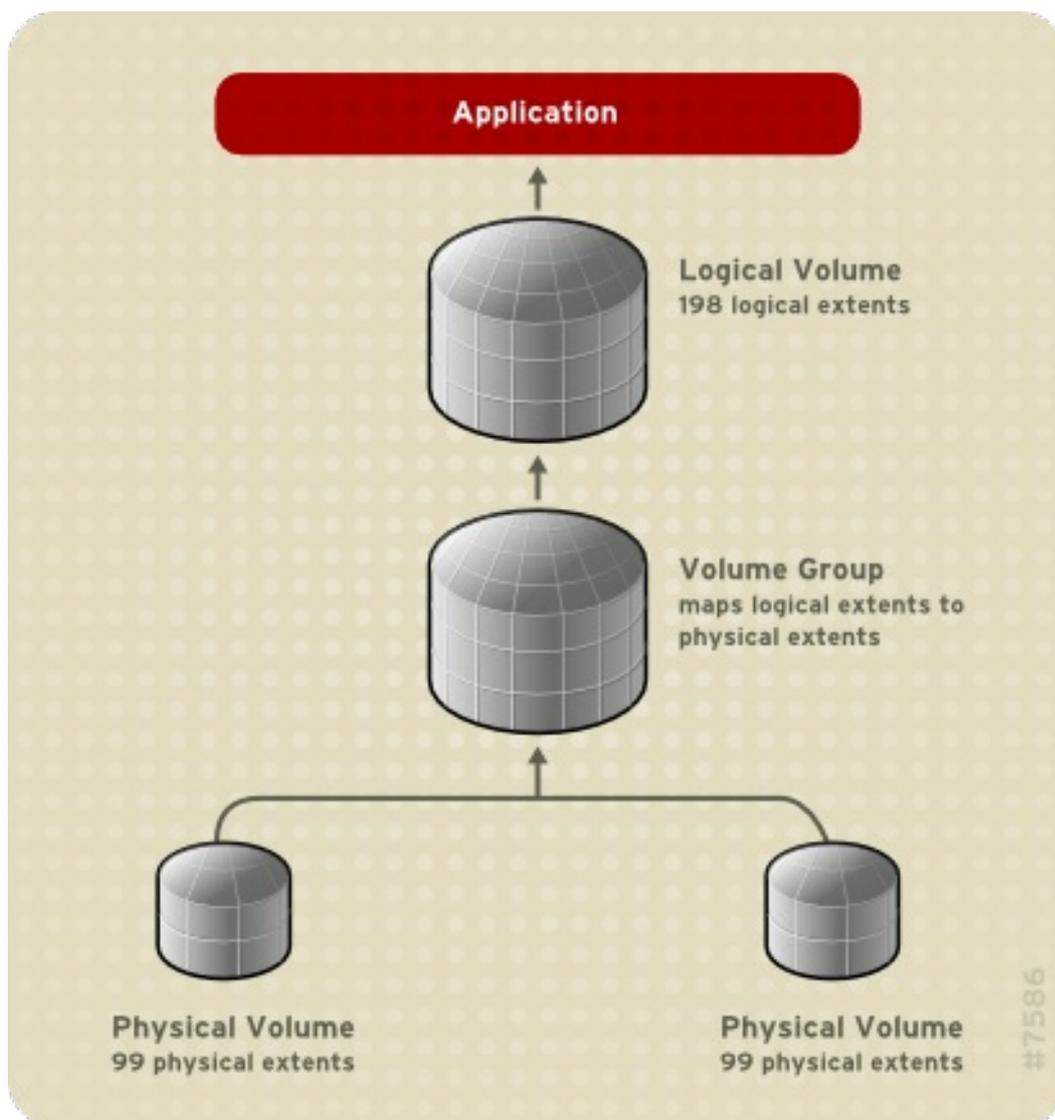 Application
Logical Volume
198 logical extents
Volume Group
maps logical extents to
physical extents
Physical Volume
99 physical extents
Physical Volume
99 physical extents
#7586